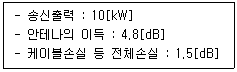 - 송신출력 : 10[kW]
- 안테나의 이득 : 4.8[dB]
- 케이블손실 등 전체손실 : 1.5[dB]